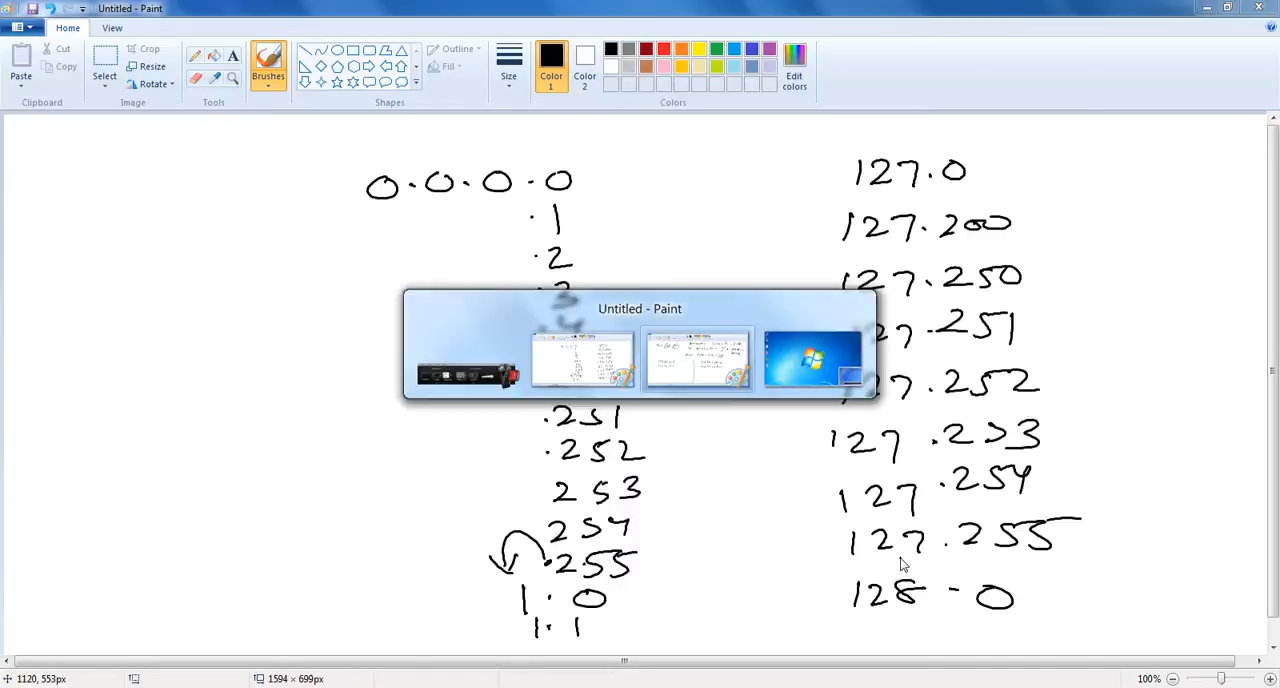 Untitled - Paint
Home
View
Paste
Cut
Copy
Clipboard
Select
Crop
Resize
Rotate
Image
Tools
Brushes
Shapes
Outline
Fill
Size
Color 1
Color 2
Edit colors
Colors
0.0.0.0
.1
.2
Untitled - Paint
.251
.252
253
254
.255
1.0
1.1
127.0
127.200
127.250
.251
.252
127.253
127.254
127.255
128-0
1120, 553px
1594 × 699px
100%